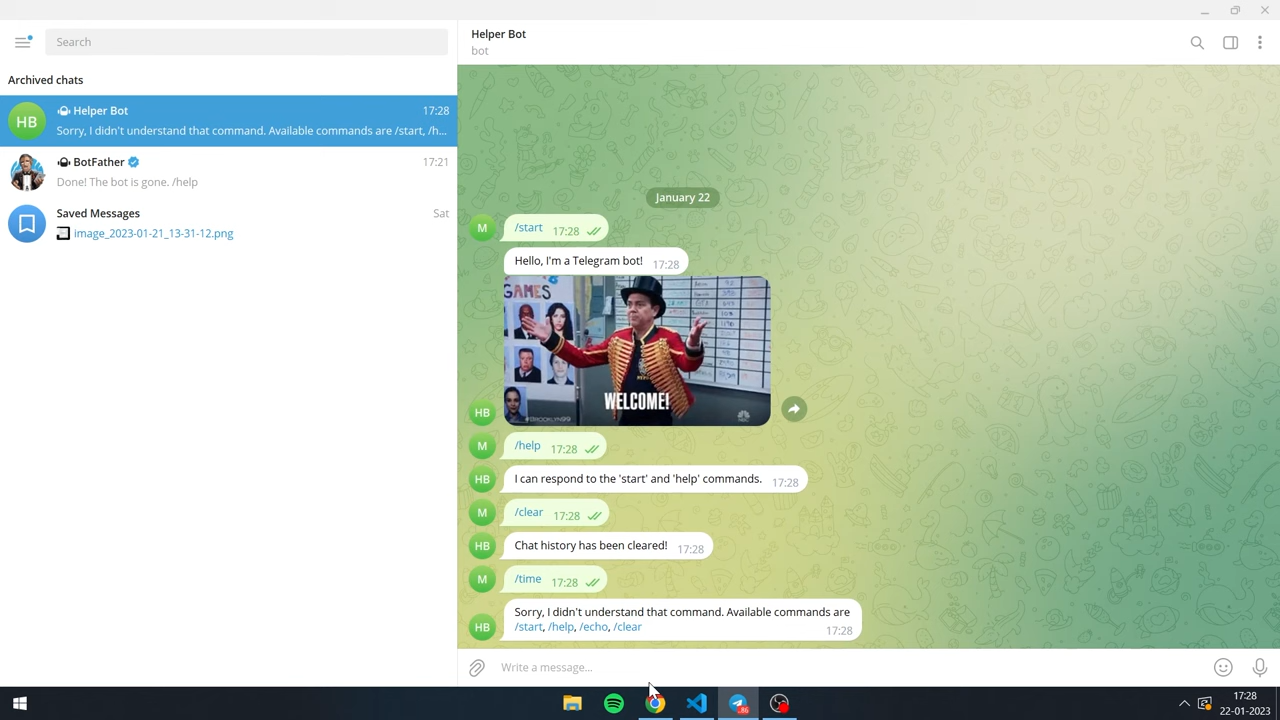 Search
Archived chats
HB
Helper Bot
17:28
Sorry, I didn't understand that command. Available commands are /start, /h...
BotFather
17:21
Done! The bot is gone. /help
Saved Messages
Sat
image_2023-01-21_13-31-12.png
Helper Bot
bot
January 22
M
/start
17:28
Hello, I'm a Telegram bot!
17:28
GAMES
WELCOME!
#BROOKLYN99
HB
M
/help
17:28
HB
I can respond to the 'start' and 'help' commands.
17:28
M
/clear
17:28
HB
Chat history has been cleared!
17:28
M
/time
17:28
HB
Sorry, I didn't understand that command. Available commands are
/start, /help, /echo, /clear
17:28
Write a message...
..86
17:28
22-01-2023